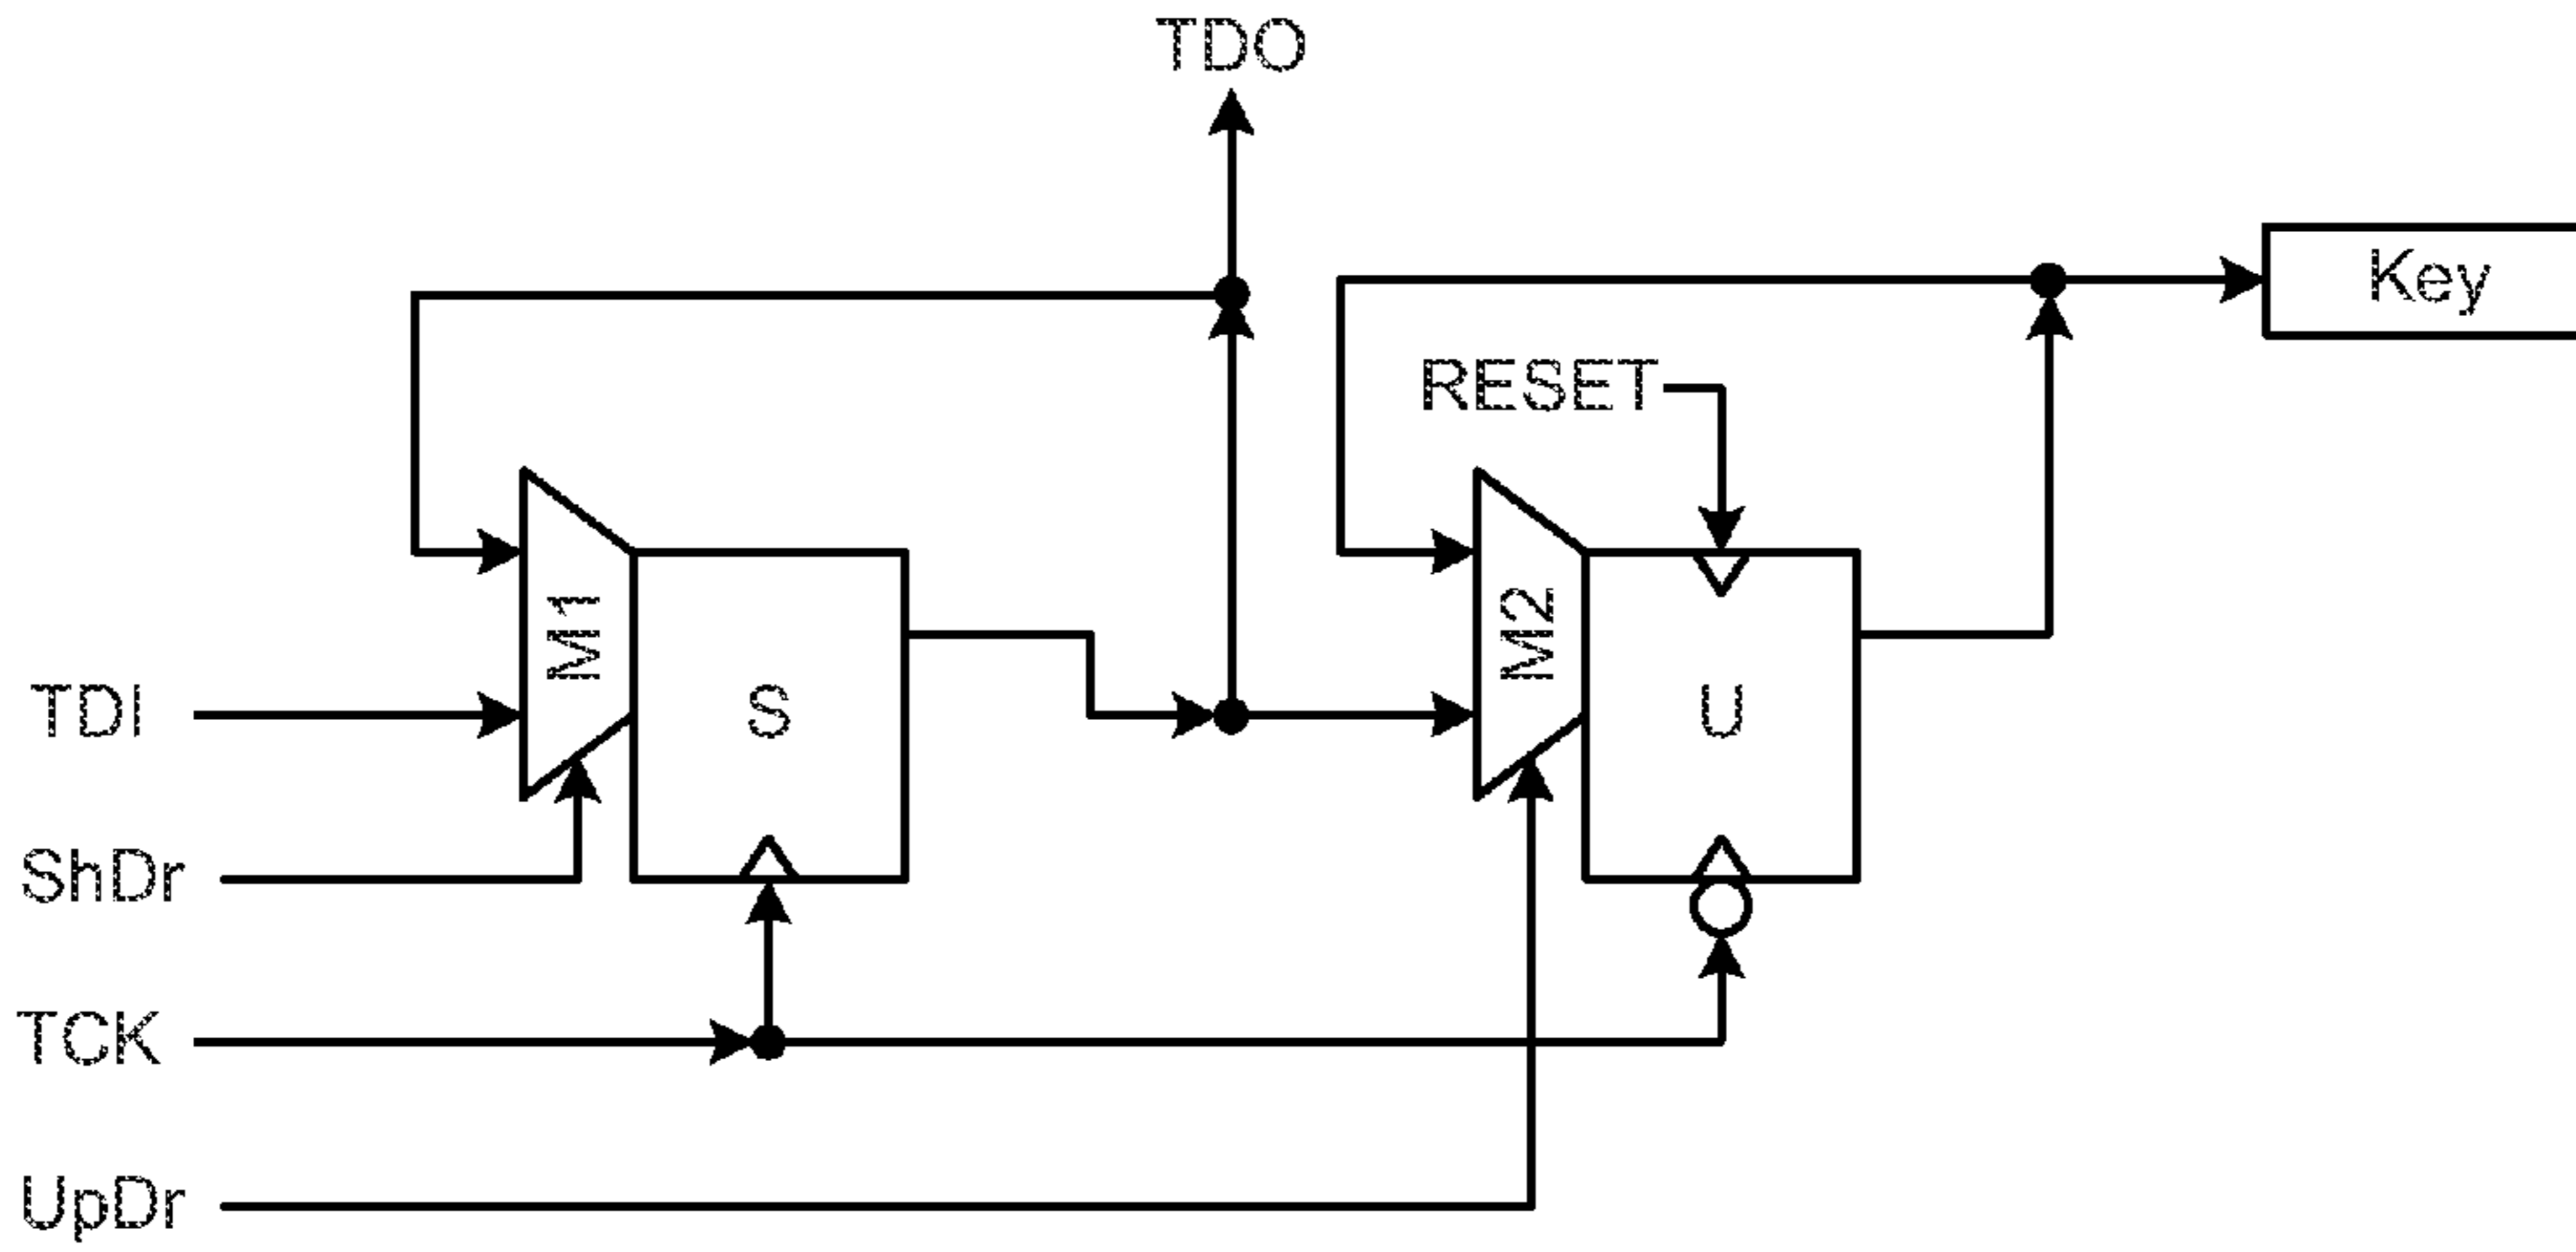 TDO
Key
RESET
M1
M2
TDI
S
U
ShDr
TCK
UpDr